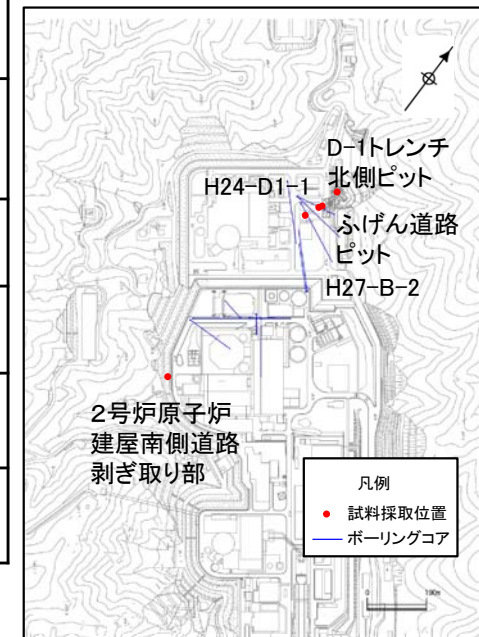 D-1トレンチ
北側ピット
H24-D1-1
ふげん道路
ピット
H27-B-2
2号炉原子炉
建屋南側道路
剥ぎ取り部
凡例
試料採取位置
ボーリングコア
0 100m